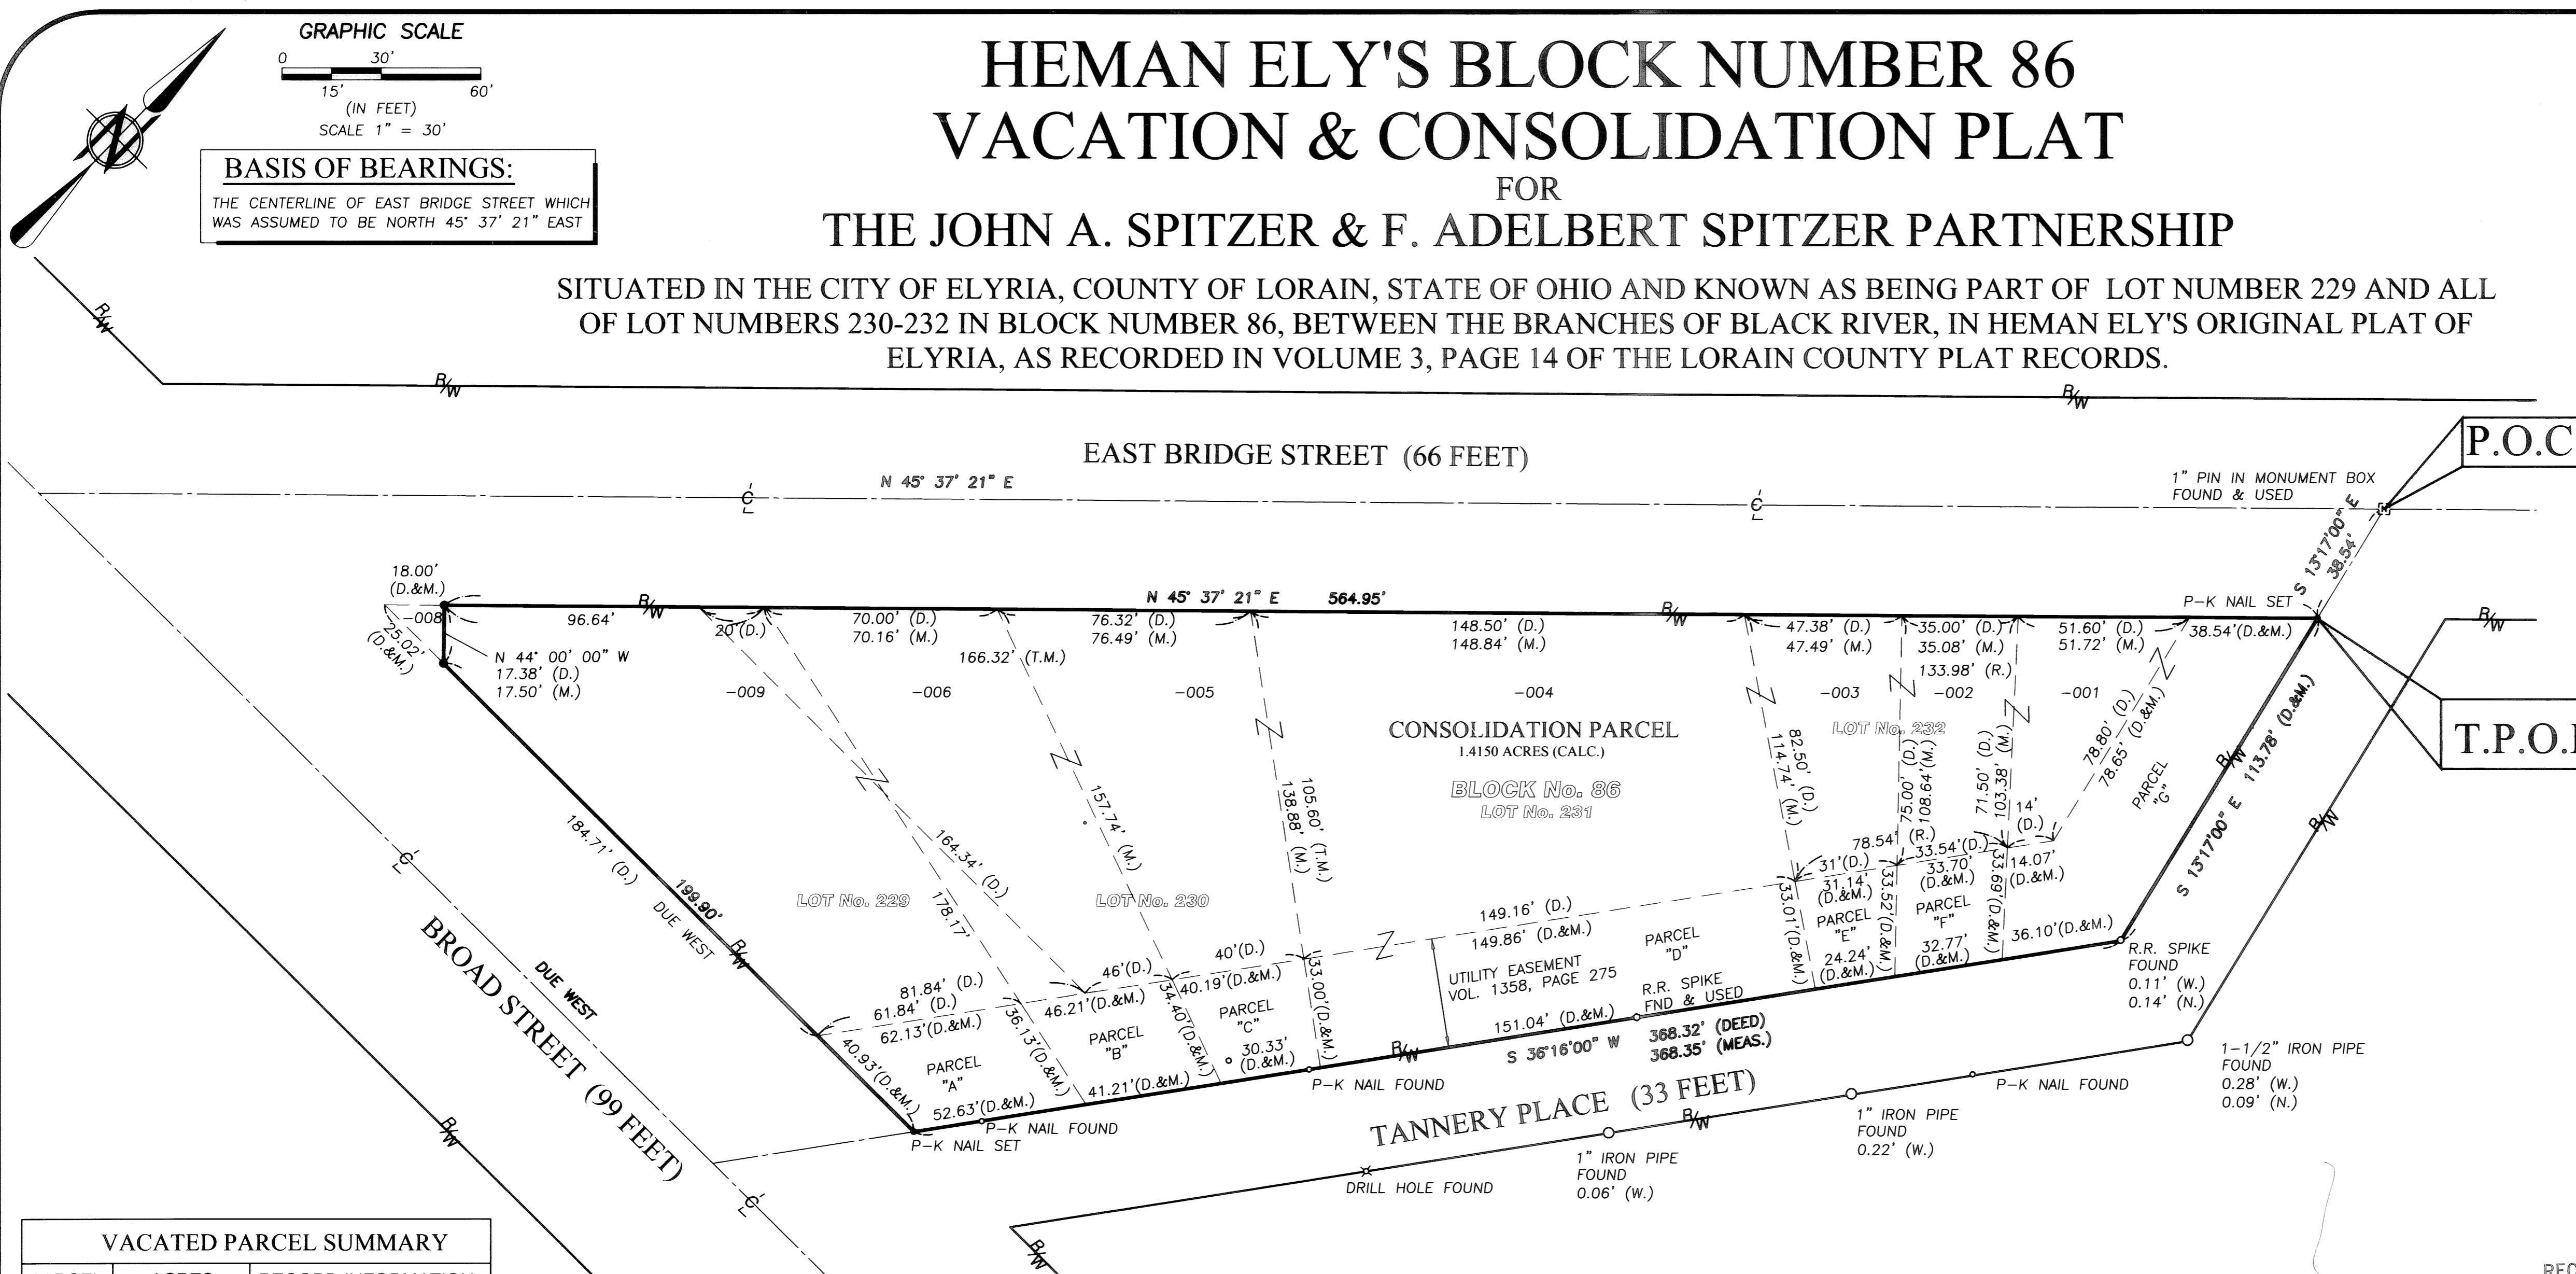 GRAPHIC SCALE
0 30'
15' 60'
(IN FEET)
SCALE 1" = 30'
N
BASIS OF BEARINGS:
THE CENTERLINE OF EAST BRIDGE STREET WHICH
WAS ASSUMED TO BE NORTH 45° 37' 21" EAST
HEMAN ELY'S BLOCK NUMBER 86
VACATION & CONSOLIDATION PLAT
FOR
THE JOHN A. SPITZER & F. ADELBERT SPITZER PARTNERSHIP
SITUATED IN THE CITY OF ELYRIA, COUNTY OF LORAIN, STATE OF OHIO AND KNOWN AS BEING PART OF LOT NUMBER 229 AND ALL
OF LOT NUMBERS 230-232 IN BLOCK NUMBER 86, BETWEEN THE BRANCHES OF BLACK RIVER, IN HEMAN ELY'S ORIGINAL PLAT OF
ELYRIA, AS RECORDED IN VOLUME 3, PAGE 14 OF THE LORAIN COUNTY PLAT RECORDS.
R/W
R/W
R/W
EAST BRIDGE STREET (66 FEET)
N 45° 37' 21" E
CL
CL
P.O.C
1" PIN IN MONUMENT BOX
FOUND & USED
S 13°17'00" E
38.54'
18.00'
(D.&M.)
-008
25.02'
(D.&M.)
N 44° 00' 00" W
17.38' (D.)
17.50' (M.)
R/W
N 45° 37' 21" E 564.95'
R/W
P-K NAIL SET
R/W
96.64'
20'(D.)
70.00' (D.)
70.16' (M.)
76.32' (D.)
76.49' (M.)
148.50' (D.)
148.84' (M.)
47.38' (D.)
47.49' (M.)
35.00' (D.)
35.08' (M.)
51.60' (D.)
51.72' (M.)
38.54'(D.&M.)
166.32' (T.M.)
133.98' (R.)
-009
-006
-005
-004
-003
-002
-001
CONSOLIDATION PARCEL
1.4150 ACRES (CALC.)
BLOCK No. 86
LOT No. 231
LOT No. 232
T.P.O.
R/W
113.78' (D.&M.)
S 13°17'00" E
R/W
82.50' (D.)
114.74' (M.)
75.00' (D.)
108.64'(M.)
71.50' (D.)
103.38' (M.)
78.80' (D.)
78.65' (D.&M.)
PARCEL
"G"
157.74' (M.)
105.60' (T.M.)
138.88' (M.)
164.34' (D.)
178.17'
184.71' (D.)
199.90'
DUE WEST
R/W
LOT No. 229
LOT No. 230
78.54' (R.)
14'
(D.)
31'(D.)
31.14'
(D.&M.)
33.54'(D.)
33.70'
(D.&M.)
14.07'
(D.&M.)
33.01'(D.&M.)
33.52'(D.&M.)
33.69'(D.&M.)
PARCEL
"E"
PARCEL
"F"
24.24'
(D.&M.)
32.77'
(D.&M.)
36.10'(D.&M.)
149.16' (D.)
149.86' (D.&M.)
PARCEL
"D"
UTILITY EASEMENT
VOL. 1358, PAGE 275
R.R. SPIKE
FND & USED
151.04' (D.&M.)
40'(D.)
40.19'(D.&M.)
46'(D.)
46.21'(D.&M.)
81.84' (D.)
61.84' (D.)
62.13'(D.&M.)
40.93'(D.&M.)
36.13'(D.&M.)
34.40'(D.&M.)
33.00'(D.&M.)
PARCEL
"A"
PARCEL
"B"
PARCEL
"C"
30.33'
(D.&M.)
52.63'(D.&M.)
41.21'(D.&M.)
P-K NAIL SET
P-K NAIL FOUND
P-K NAIL FOUND
R/W
S 36°16'00" W
368.32' (DEED)
368.35' (MEAS.)
R.R. SPIKE
FOUND
0.11' (W.)
0.14' (N.)
TANNERY PLACE (33 FEET)
R/W
1-1/2" IRON PIPE
FOUND
0.28' (W.)
0.09' (N.)
P-K NAIL FOUND
1" IRON PIPE
FOUND
0.22' (W.)
1" IRON PIPE
FOUND
0.06' (W.)
DRILL HOLE FOUND
R/W
CL
DUE WEST
BROAD STREET (99 FEET)
R/W
CL
VACATED PARCEL SUMMARY